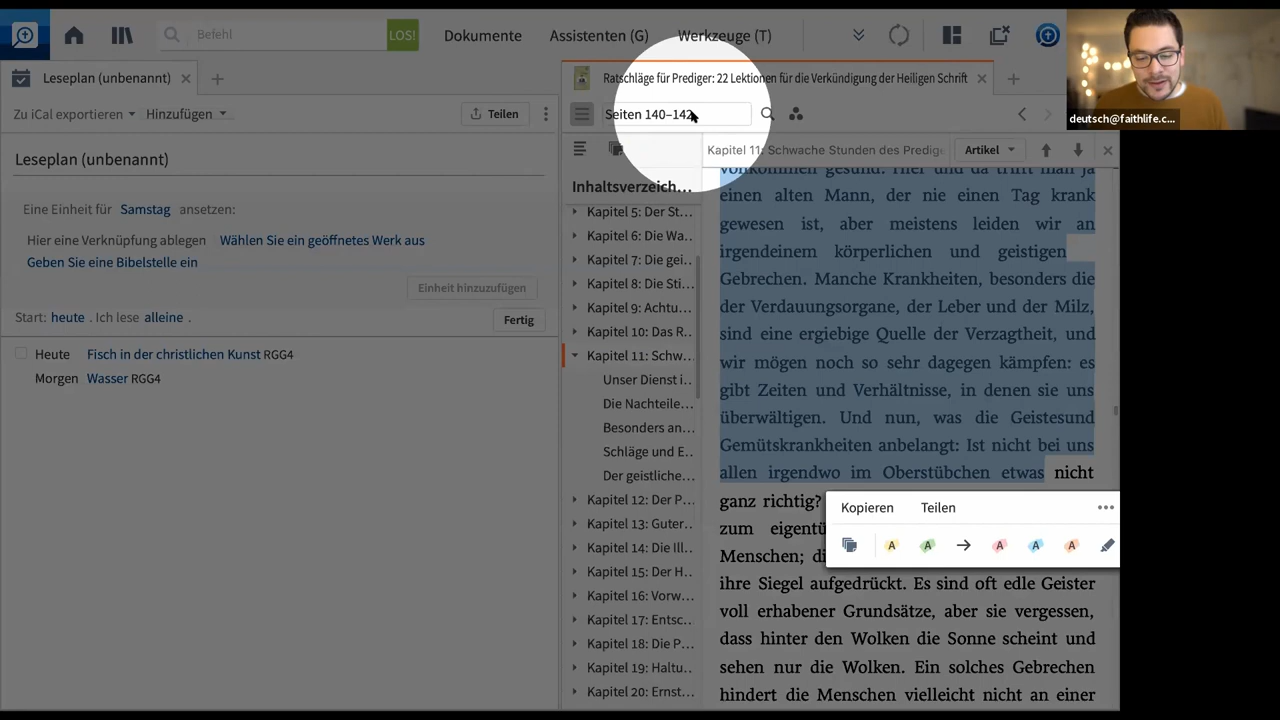 Befehl
LOS!
Dokumente
Assistenten (G)
Werkzeuge (T)
Leseplan (unbenannt)
Ratschläge für Prediger: 22 Lektionen für die Verkündigung der Heiligen Schrift
deutsch@faithlife.c...
Zu iCal exportieren
Hinzufügen
Teilen
Leseplan (unbenannt)
Eine Einheit für Samstag ansetzen:
Hier eine Verknüpfung ablegen Wählen Sie ein geöffnetes Werk aus
Geben Sie eine Bibelstelle ein
Einheit hinzuzufügen
Start: heute . Ich lese alleine .
Fertig
Heute Fisch in der christlichen Kunst RGG4
Morgen Wasser RGG4
Seiten 140–142
Kapitel 11: Schwache Stunden des Predige
Artikel
Inhaltsverzeich...
Kapitel 5: Der St...
Kapitel 6: Die Wa...
Kapitel 7: Die gei...
Kapitel 8: Die Sti...
Kapitel 9: Achtu...
Kapitel 10: Das R...
Kapitel 11: Schw...
Unser Dienst i...
Die Nachteile...
Besonders an...
Schläge und E...
Der geistliche...
Kapitel 12: Der P...
Kapitel 13: Guter...
Kapitel 14: Die Ill...
Kapitel 15: Der H...
Kapitel 16: Vorw...
Kapitel 17: Entsc...
Kapitel 18: Die P...
Kapitel 19: Haltu...
Kapitel 20: Ernst...
vollkommen gesund. Hier und da trifft man ja
einen alten Mann, der nie einen Tag krank
gewesen ist, aber meistens leiden wir an
irgendeinem körperlichen und geistigen
Gebrechen. Manche Krankheiten, besonders die
der Verdauungsorgane, der Leber und der Milz,
sind eine ergiebige Quelle der Verzagtheit, und
wir mögen noch so sehr dagegen kämpfen: es
gibt Zeiten und Verhältnisse, in denen sie uns
überwältigen. Und nun, was die Geistesund
Gemütskrankheiten anbelangt: Ist nicht bei uns
allen irgendwo im Oberstübchen etwas nicht
ganz richtig?
zum eigentü
Menschen; di
ihre Siegel aufgedrückt. Es sind oft edle Geister
voll erhabener Grundsätze, aber sie vergessen,
dass hinter den Wolken die Sonne scheint und
sehen nur die Wolken. Ein solches Gebrechen
hindert die Menschen vielleicht nicht an einer
Kopieren
Teilen
A A A A A